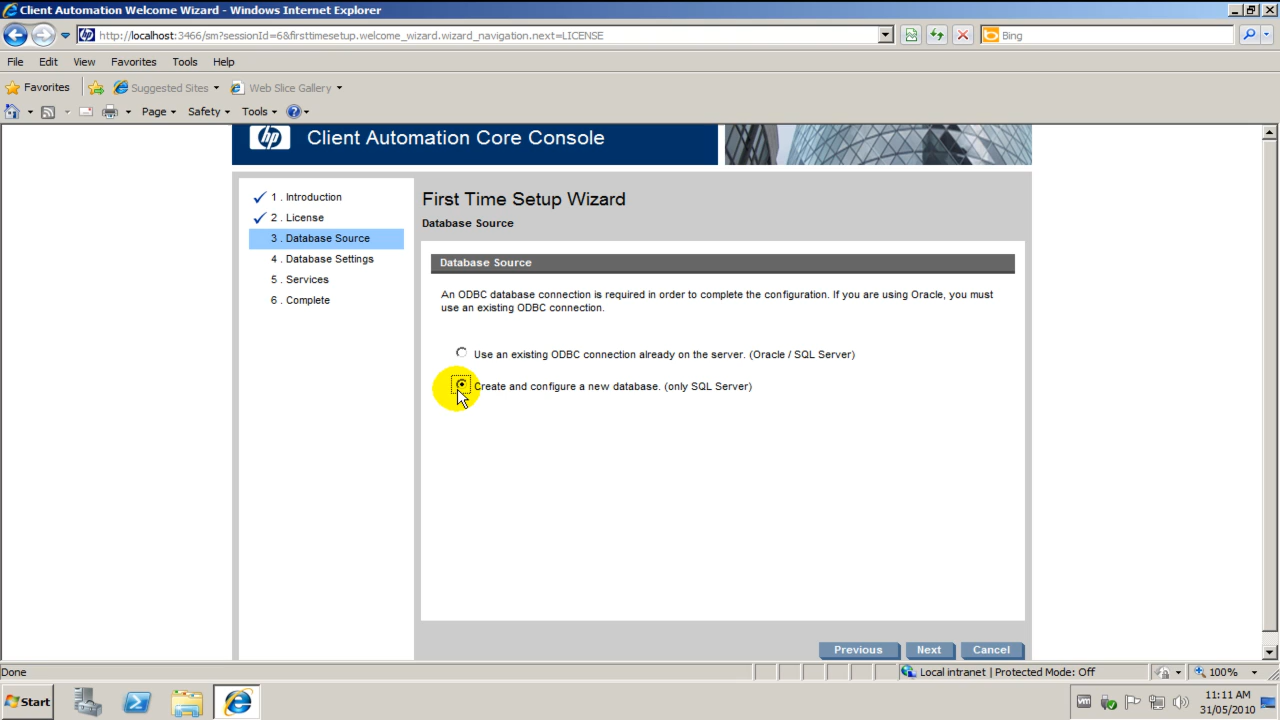 Client Automation Welcome Wizard - Windows Internet Explorer
http://localhost:3466/sm?sessionId=6&firsttimesetup.welcome_wizard.wizard_navigation.next=LICENSE
Bing
File Edit View Favorites Tools Help
Favorites Suggested Sites Web Slice Gallery
Page Safety Tools
hp Client Automation Core Console
1 . Introduction
2 . License
3 . Database Source
4 . Database Settings
5 . Services
6 . Complete
First Time Setup Wizard
Database Source
Database Source
An ODBC database connection is required in order to complete the configuration. If you are using Oracle, you must
use an existing ODBC connection.
Use an existing ODBC connection already on the server. (Oracle / SQL Server)
Create and configure a new database. (only SQL Server)
Previous Next Cancel
Done Local intranet | Protected Mode: Off 100%
Start 11:11 AM
31/05/2010